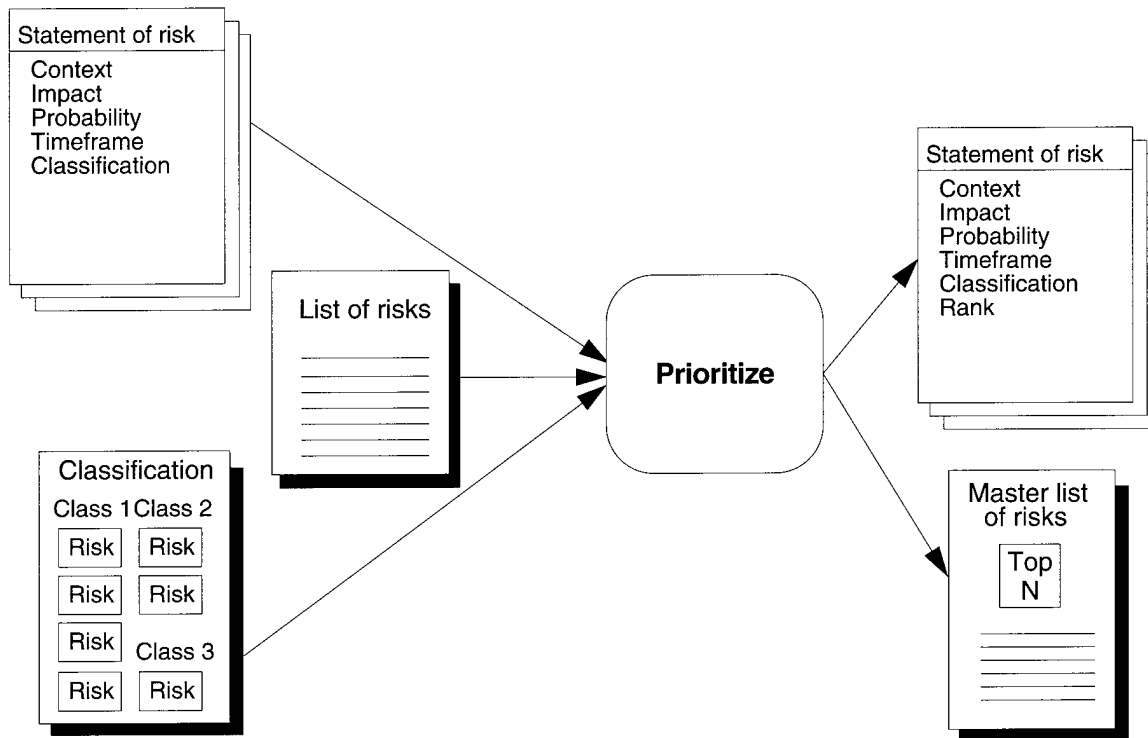 Statement of risk
Context
Impact
Probability
Timeframe
Classification
List of risks
Classification
Class 1 Class 2
Risk Risk
Risk Risk
Risk
Class 3
Risk Risk
Prioritize
Statement of risk
Context
Impact
Probability
Timeframe
Classification
Rank
Master list
of risks
Top
N